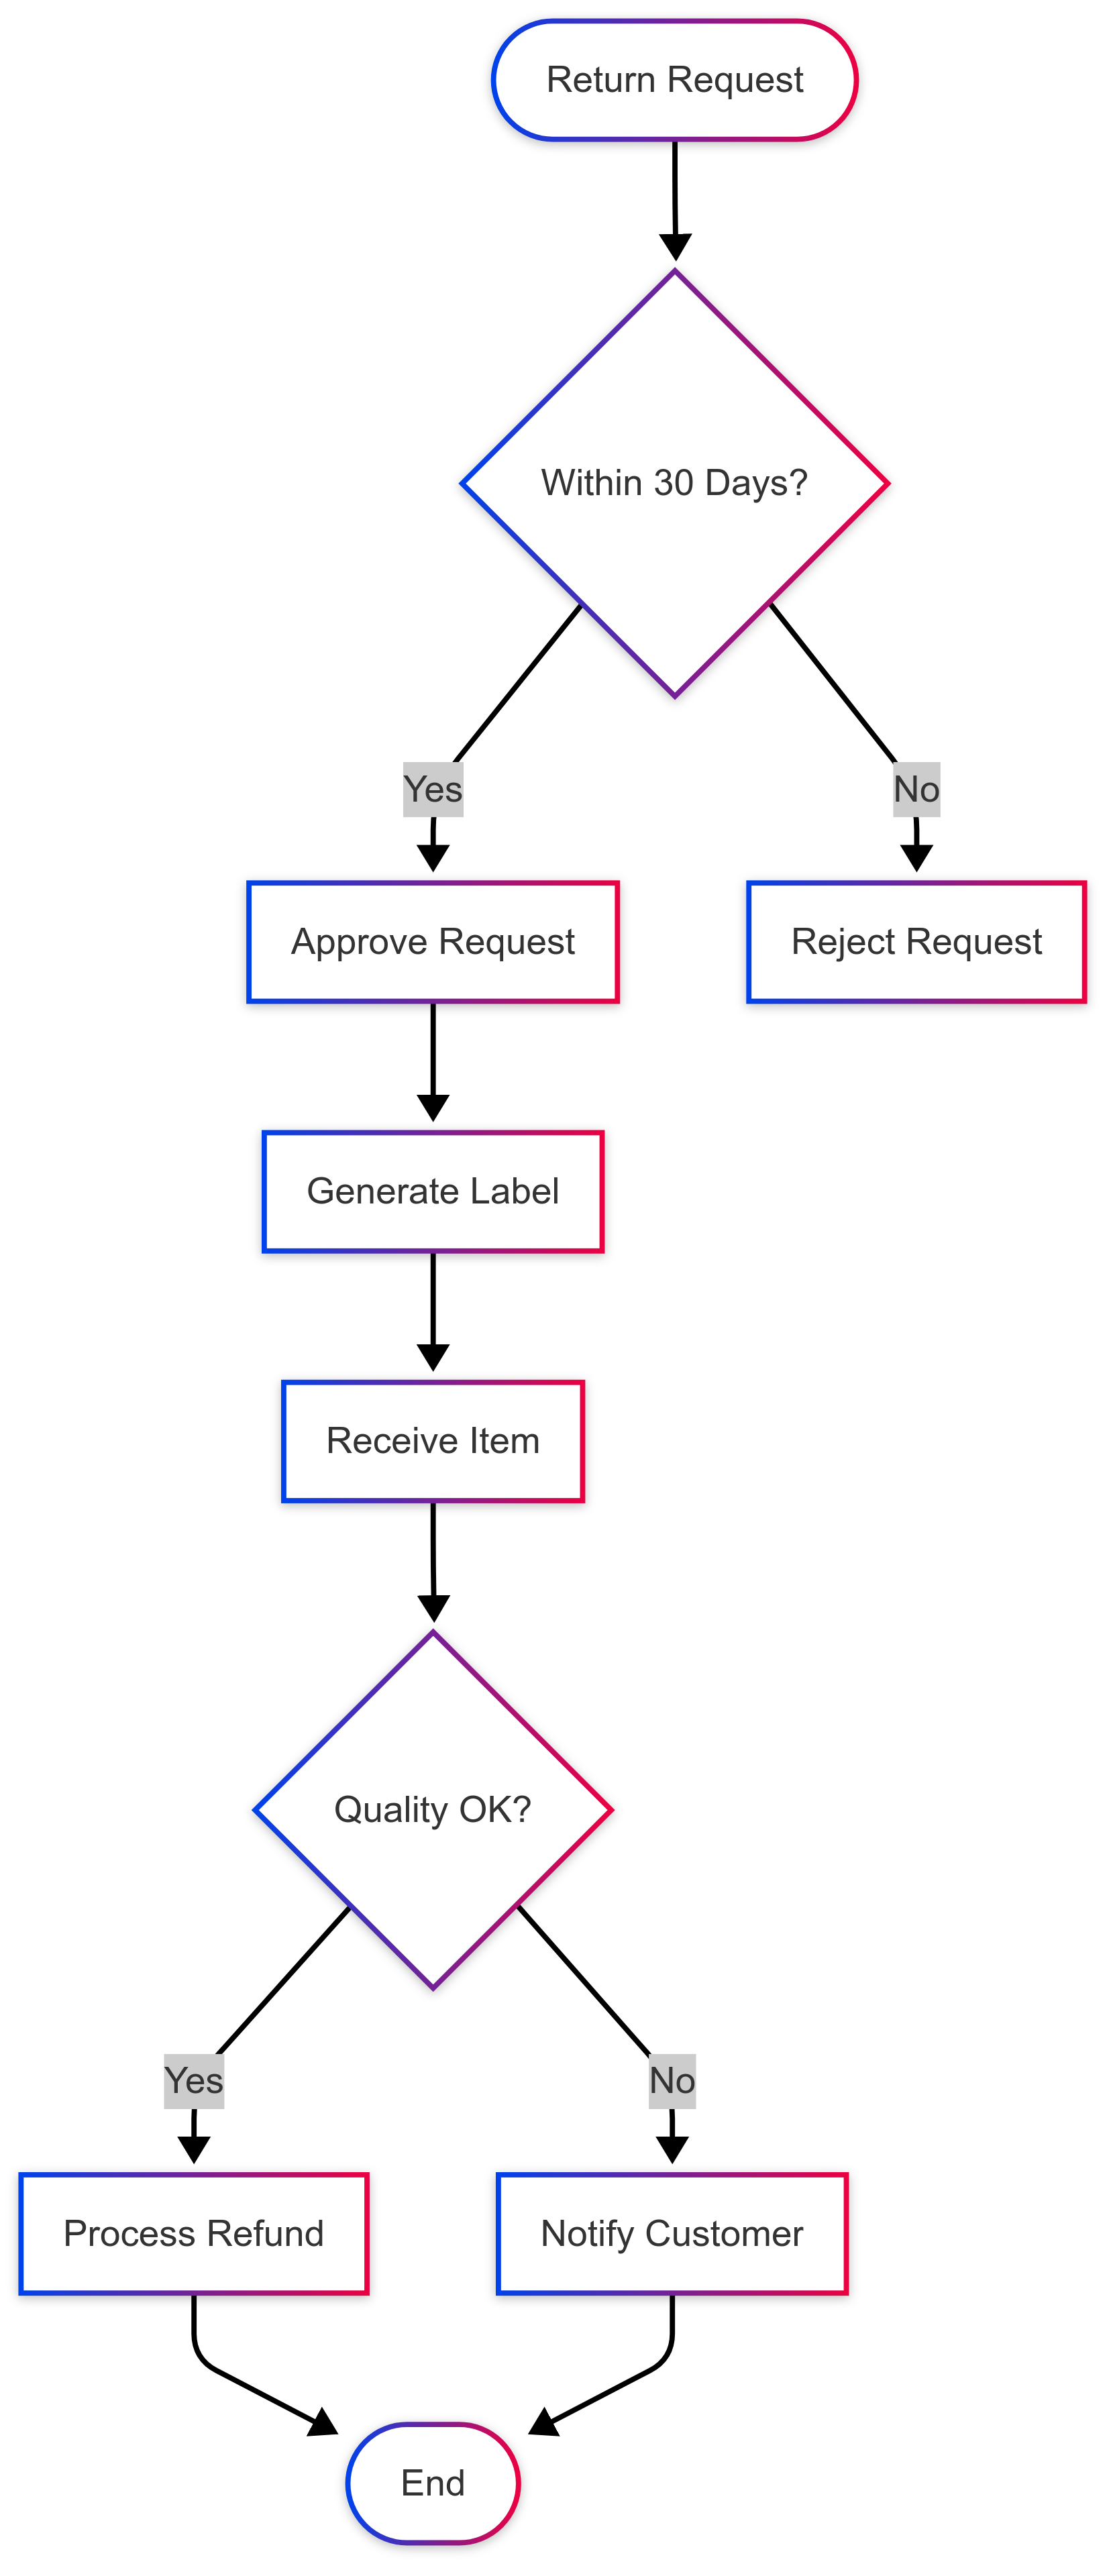 Return Request
Within 30 Days?
Yes
No
Approve Request
Reject Request
Generate Label
Receive Item
Quality OK?
Yes
No
Process Refund
Notify Customer
End